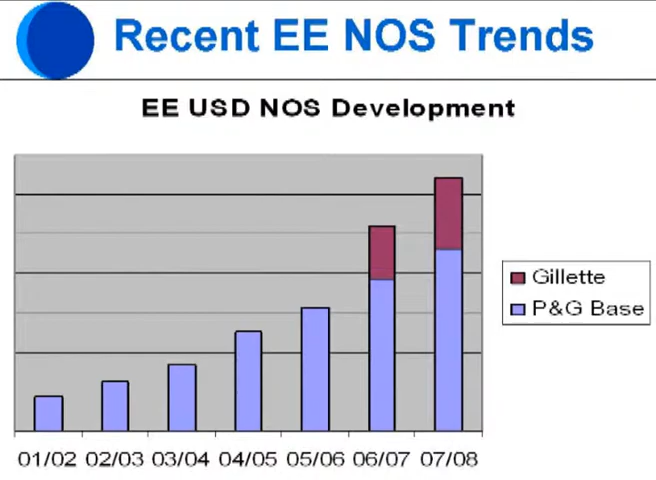 Recent EE NOS Trends
EE USD NOS Development
Gillette
P&G Base
01/02 02/03 03/04 04/05 05/06 06/07 07/08